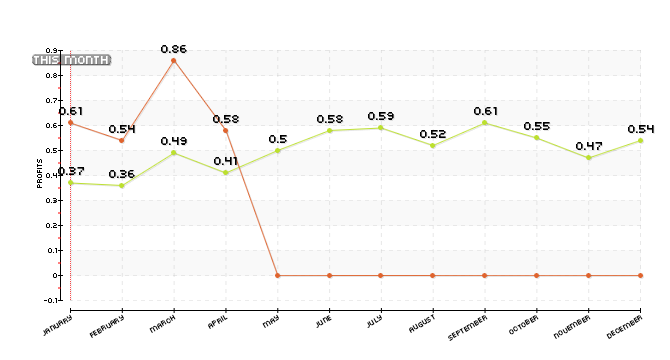 0.9
THIS MONTH
0.8
0.7
0.6
0.5
0.4
0.3
0.2
0.1
0
-0.1
PROFITS
0.61
0.54
0.86
0.58
0.37
0.36
0.49
0.41
0.5
0.58
0.59
0.52
0.61
0.55
0.47
0.54
JANUARY
FEBRUARY
MARCH
APRIL
MAY
JUNE
JULY
AUGUST
SEPTEMBER
OCTOBER
NOVEMBER
DECEMBER